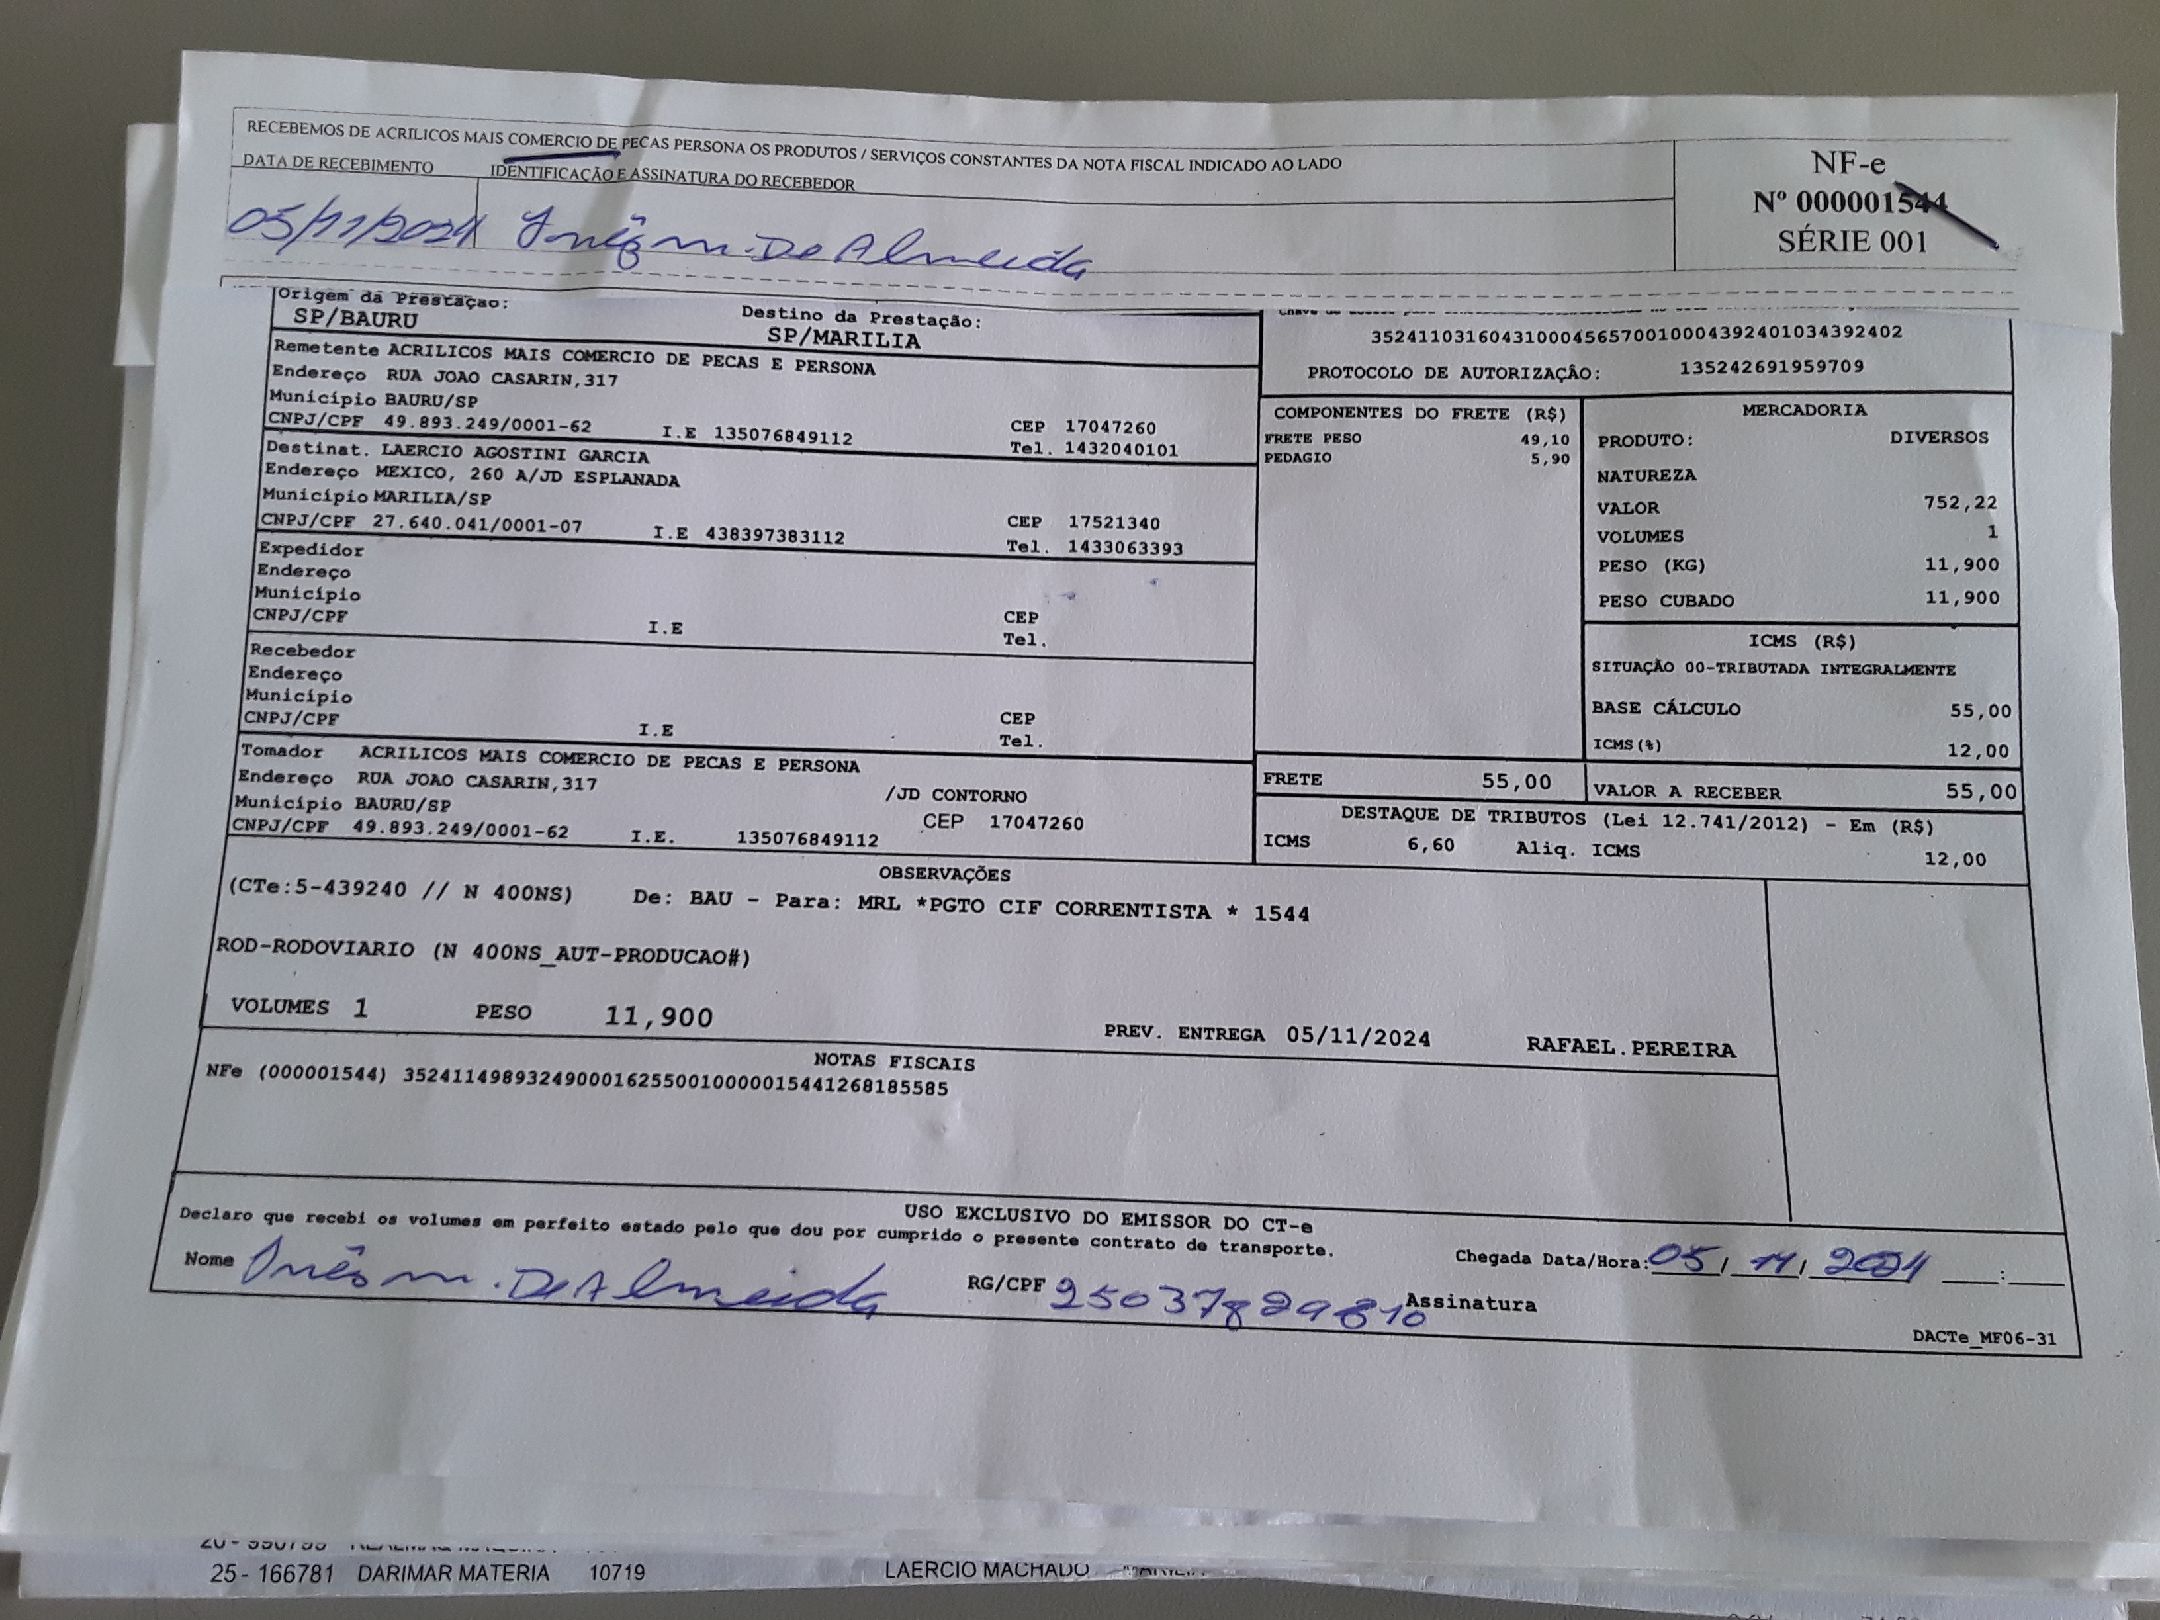 RECEBEMOS DE ACRILICOS MAIS COMERCIO DE PECAS PERSONA OS PRODUTOS / SERVIÇOS CONSTANTES DA NOTA FISCAL INDICADO AO LADO
DATA DE RECEBIMENTO IDENTIFICAÇÃO E ASSINATURA DO RECEBEDOR
05/11/2024 Inês m. De Almeida
NF-e
Nº 000001544
SÉRIE 001
Origem da Prestação: Destino da Prestação:
SP/BAURU SP/MARILIA
Remetente ACRILICOS MAIS COMERCIO DE PECAS E PERSONA
Endereço RUA JOAO CASARIN,317
Município BAURU/SP CEP 17047260
CNPJ/CPF 49.893.249/0001-62 I.E 135076849112 Tel. 1432040101
Destinat. LAERCIO AGOSTINI GARCIA
Endereço MEXICO, 260 A/JD ESPLANADA
Município MARILIA/SP CEP 17521340
CNPJ/CPF 27.640.041/0001-07 I.E 438397383112 Tel. 1433063393
Expedidor
Endereço
Município CEP
CNPJ/CPF I.E Tel.
Recebedor
Endereço
Município CEP
CNPJ/CPF I.E Tel.
Tomador ACRILICOS MAIS COMERCIO DE PECAS E PERSONA
Endereço RUA JOAO CASARIN,317 /JD CONTORNO
Município BAURU/SP CEP 17047260
CNPJ/CPF 49.893.249/0001-62 I.E. 135076849112
35241103160431000456570010004392401034392402
PROTOCOLO DE AUTORIZAÇÂO: 135242691959709
COMPONENTES DO FRETE (R$)
FRETE PESO 49,10
PEDAGIO 5,90
MERCADORIA
PRODUTO: DIVERSOS
NATUREZA
VALOR 752,22
VOLUMES 1
PESO (KG) 11,900
PESO CUBADO 11,900
ICMS (R$)
SITUAÇÃO 00-TRIBUTADA INTEGRALMENTE
BASE CÁLCULO 55,00
ICMS(%) 12,00
FRETE 55,00 VALOR A RECEBER 55,00
DESTAQUE DE TRIBUTOS (Lei 12.741/2012) - Em (R$)
ICMS 6,60 Aliq. ICMS 12,00
OBSERVAÇÕES
(CTe:5-439240 // N 400NS) De: BAU - Para: MRL *PGTO CIF CORRENTISTA * 1544
ROD-RODOVIARIO (N 400NS_AUT-PRODUCAO#)
VOLUMES 1 PESO 11,900 PREV. ENTREGA 05/11/2024 RAFAEL.PEREIRA
NOTAS FISCAIS
NFe (000001544) 35241149893249000162550010000015441268185585
USO EXCLUSIVO DO EMISSOR DO CT-e
Declaro que recebi os volumes em perfeito estado pelo que dou por cumprido o presente contrato de transporte.
Nome Inês m. De Almeida RG/CPF 25037829810 Assinatura
Chegada Data/Hora: 05/11/2024 :
DACTe_MF06-31
25 - 166781 DARIMAR MATERIA 10719 LAERCIO MACHADO